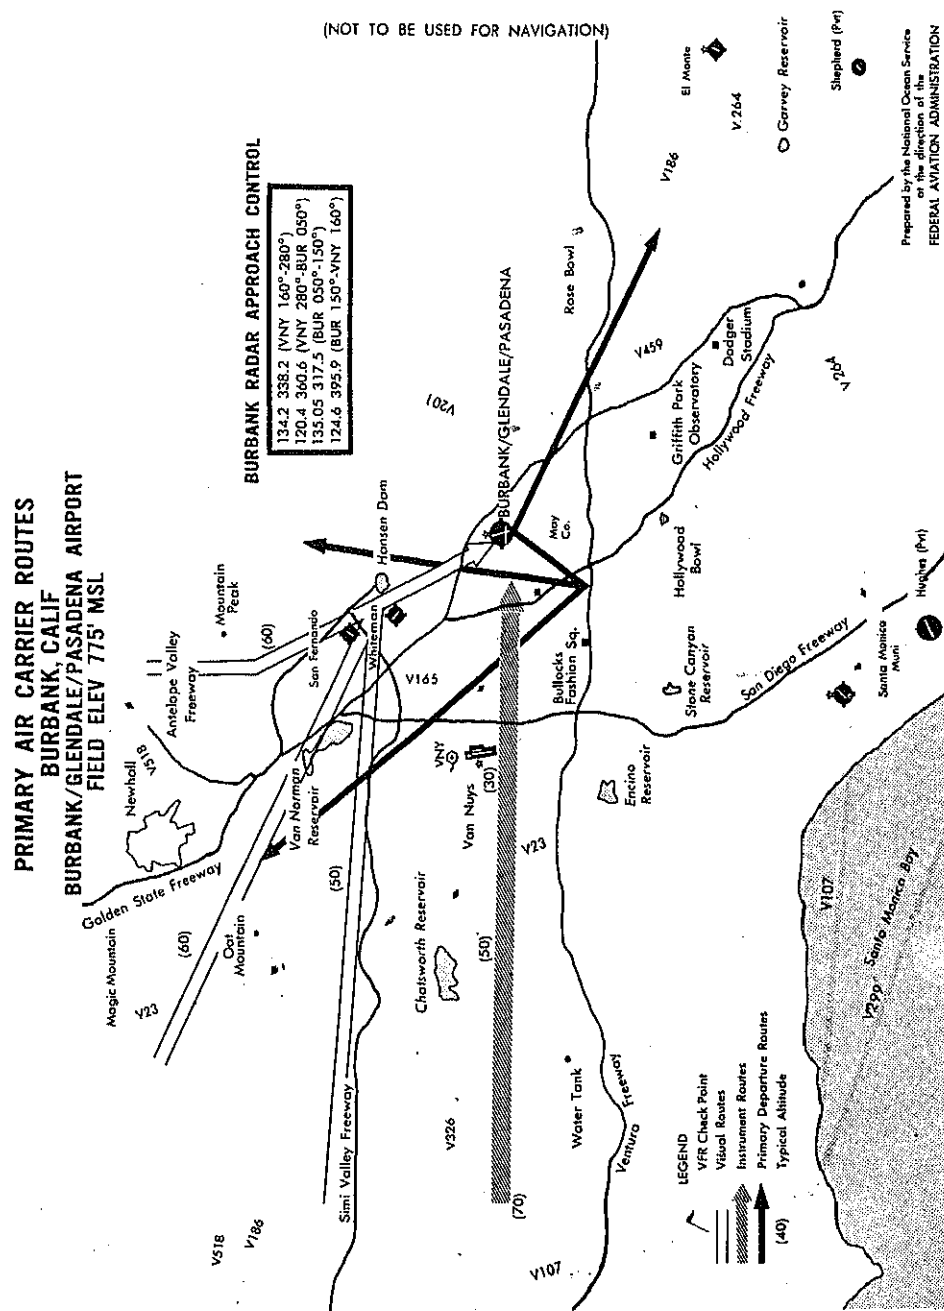 PRIMARY AIR CARRIER ROUTES
BURBANK, CALIF
BURBANK/GLENDALE/PASADENA AIRPORT
FIELD ELEV 775' MSL
(NOT TO BE USED FOR NAVIGATION)
BURBANK RADAR APPROACH CONTROL
134.2 338.2 (VNY 160°-280°)
120.4 360.6 (VNY 280°-BUR 050°)
135.05 317.5 (BUR 050°-150°)
124.6 395.9 (BUR 150°-VNY 160°)
V518
V186
Magic Mountain
V23
Golden State Freeway
Newhall
V518
Antelope Valley
Freeway
Mountain
Peak
(60)
(60)
Oat
Mountain
Van Norman
Reservoir
San Fernando
Hansen Dam
Whiteman
Simi Valley Freeway
(50)
V165
V201
V326
Chatsworth Reservoir
(50)
Van Nuys
VNY
(30)
(70)
BURBANK/GLENDALE/PASADENA
May
Co.
Rose Bowl
V186
El Monte
V.264
Garvey Reservoir
Shepherd (Pvt)
V107
Water Tank
Ventura Freeway
V23
Encino
Reservoir
Bullocks
Fashion Sq.
Stone Canyan
Reservoir
Hollywood
Bowl
Griffith Park
Observatory
V459
Dodger
Stadium
Hollywood Freeway
V264
San Diego Freeway
Santa Monica
Muni
Hughes (Pvt)
V107
V299
Santa Monica Bay
LEGEND
VFR Check Point
Visual Routes
Instrument Routes
Primary Departure Routes
(40) Typical Altitude
Prepared by the National Ocean Service
at the direction of the
FEDERAL AVIATION ADMINISTRATION